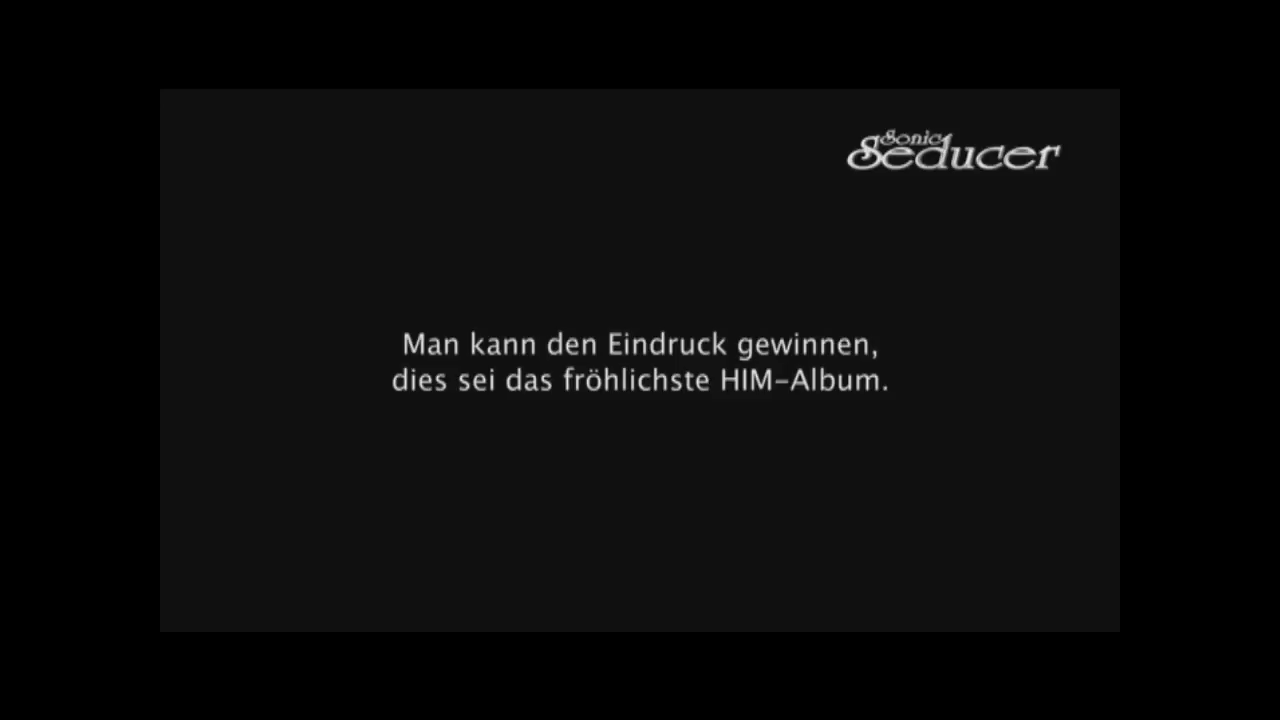 Sonic
Seducer
Man kann den Eindruck gewinnen,
dies sei das fröhlichste HIM-Album.